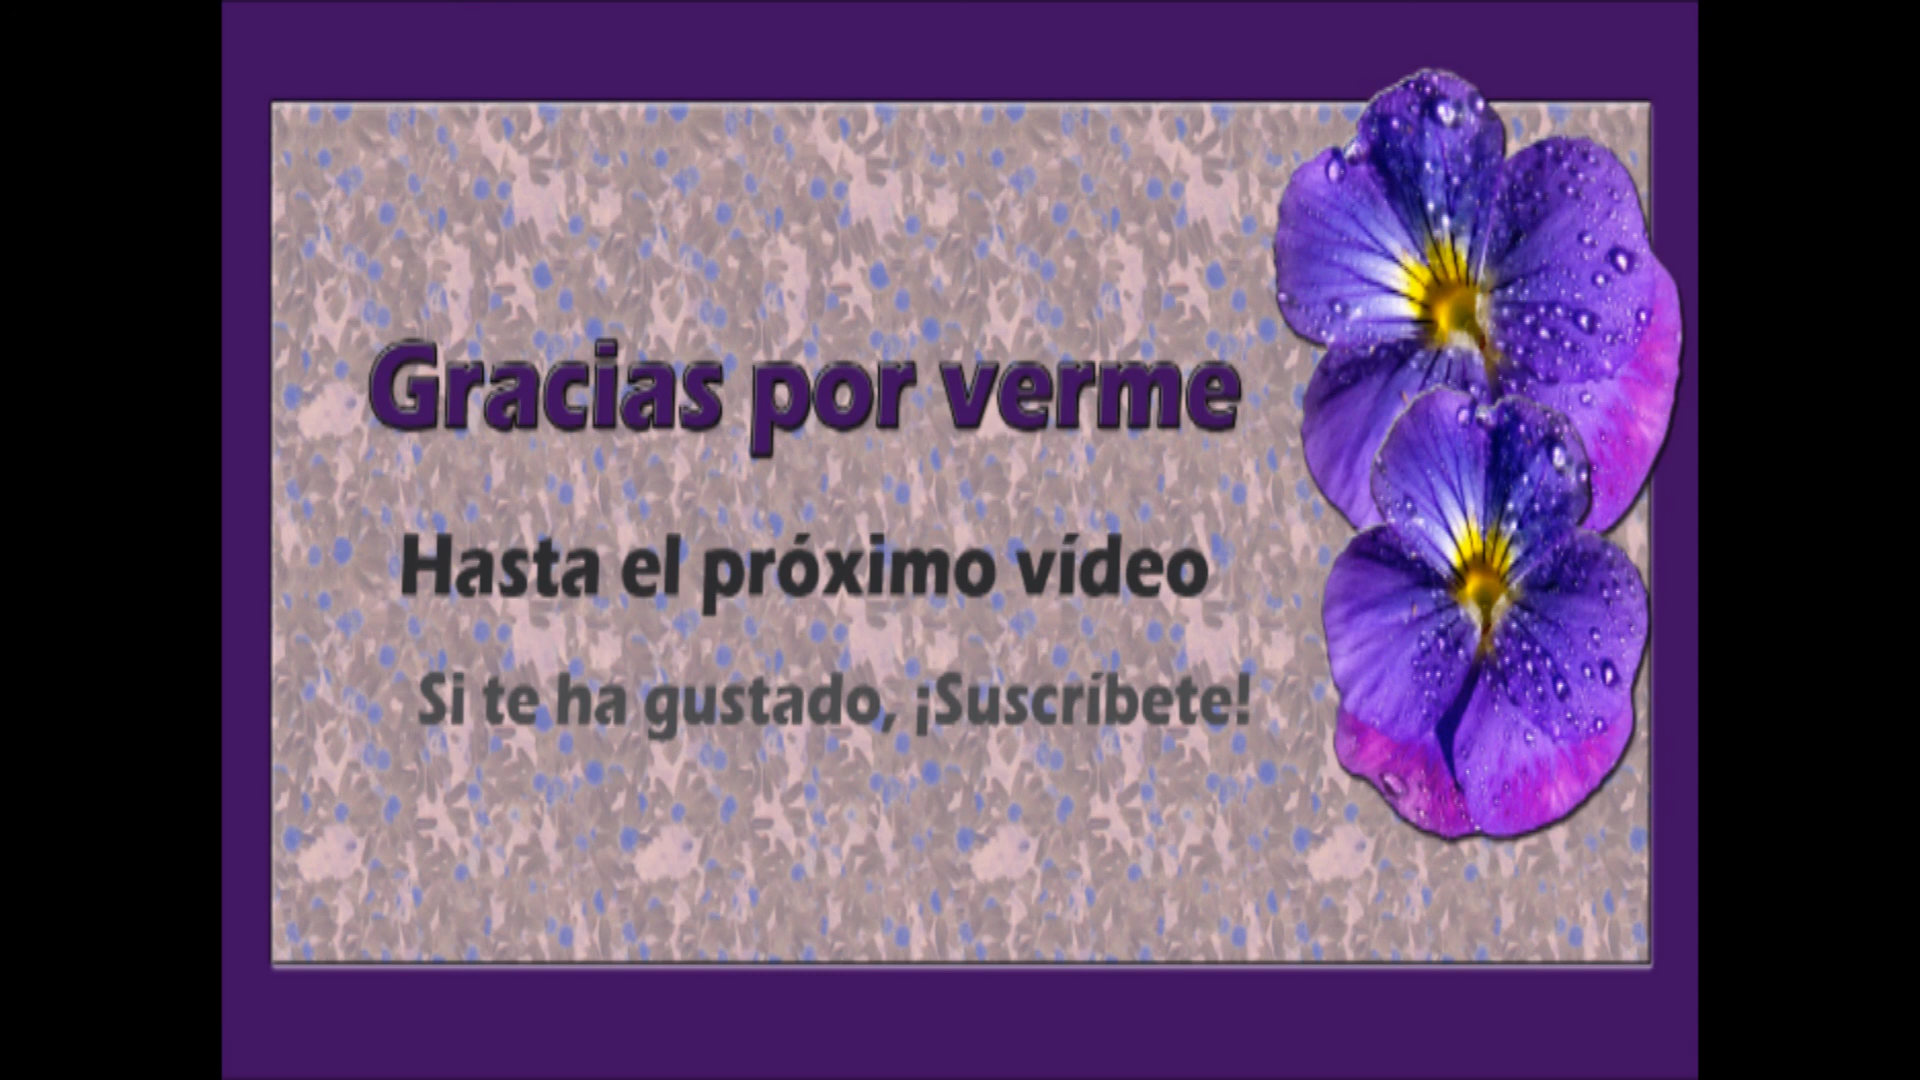 Gracias por verme
Hasta el próximo vídeo
Si te ha gustado, ¡Suscríbete!